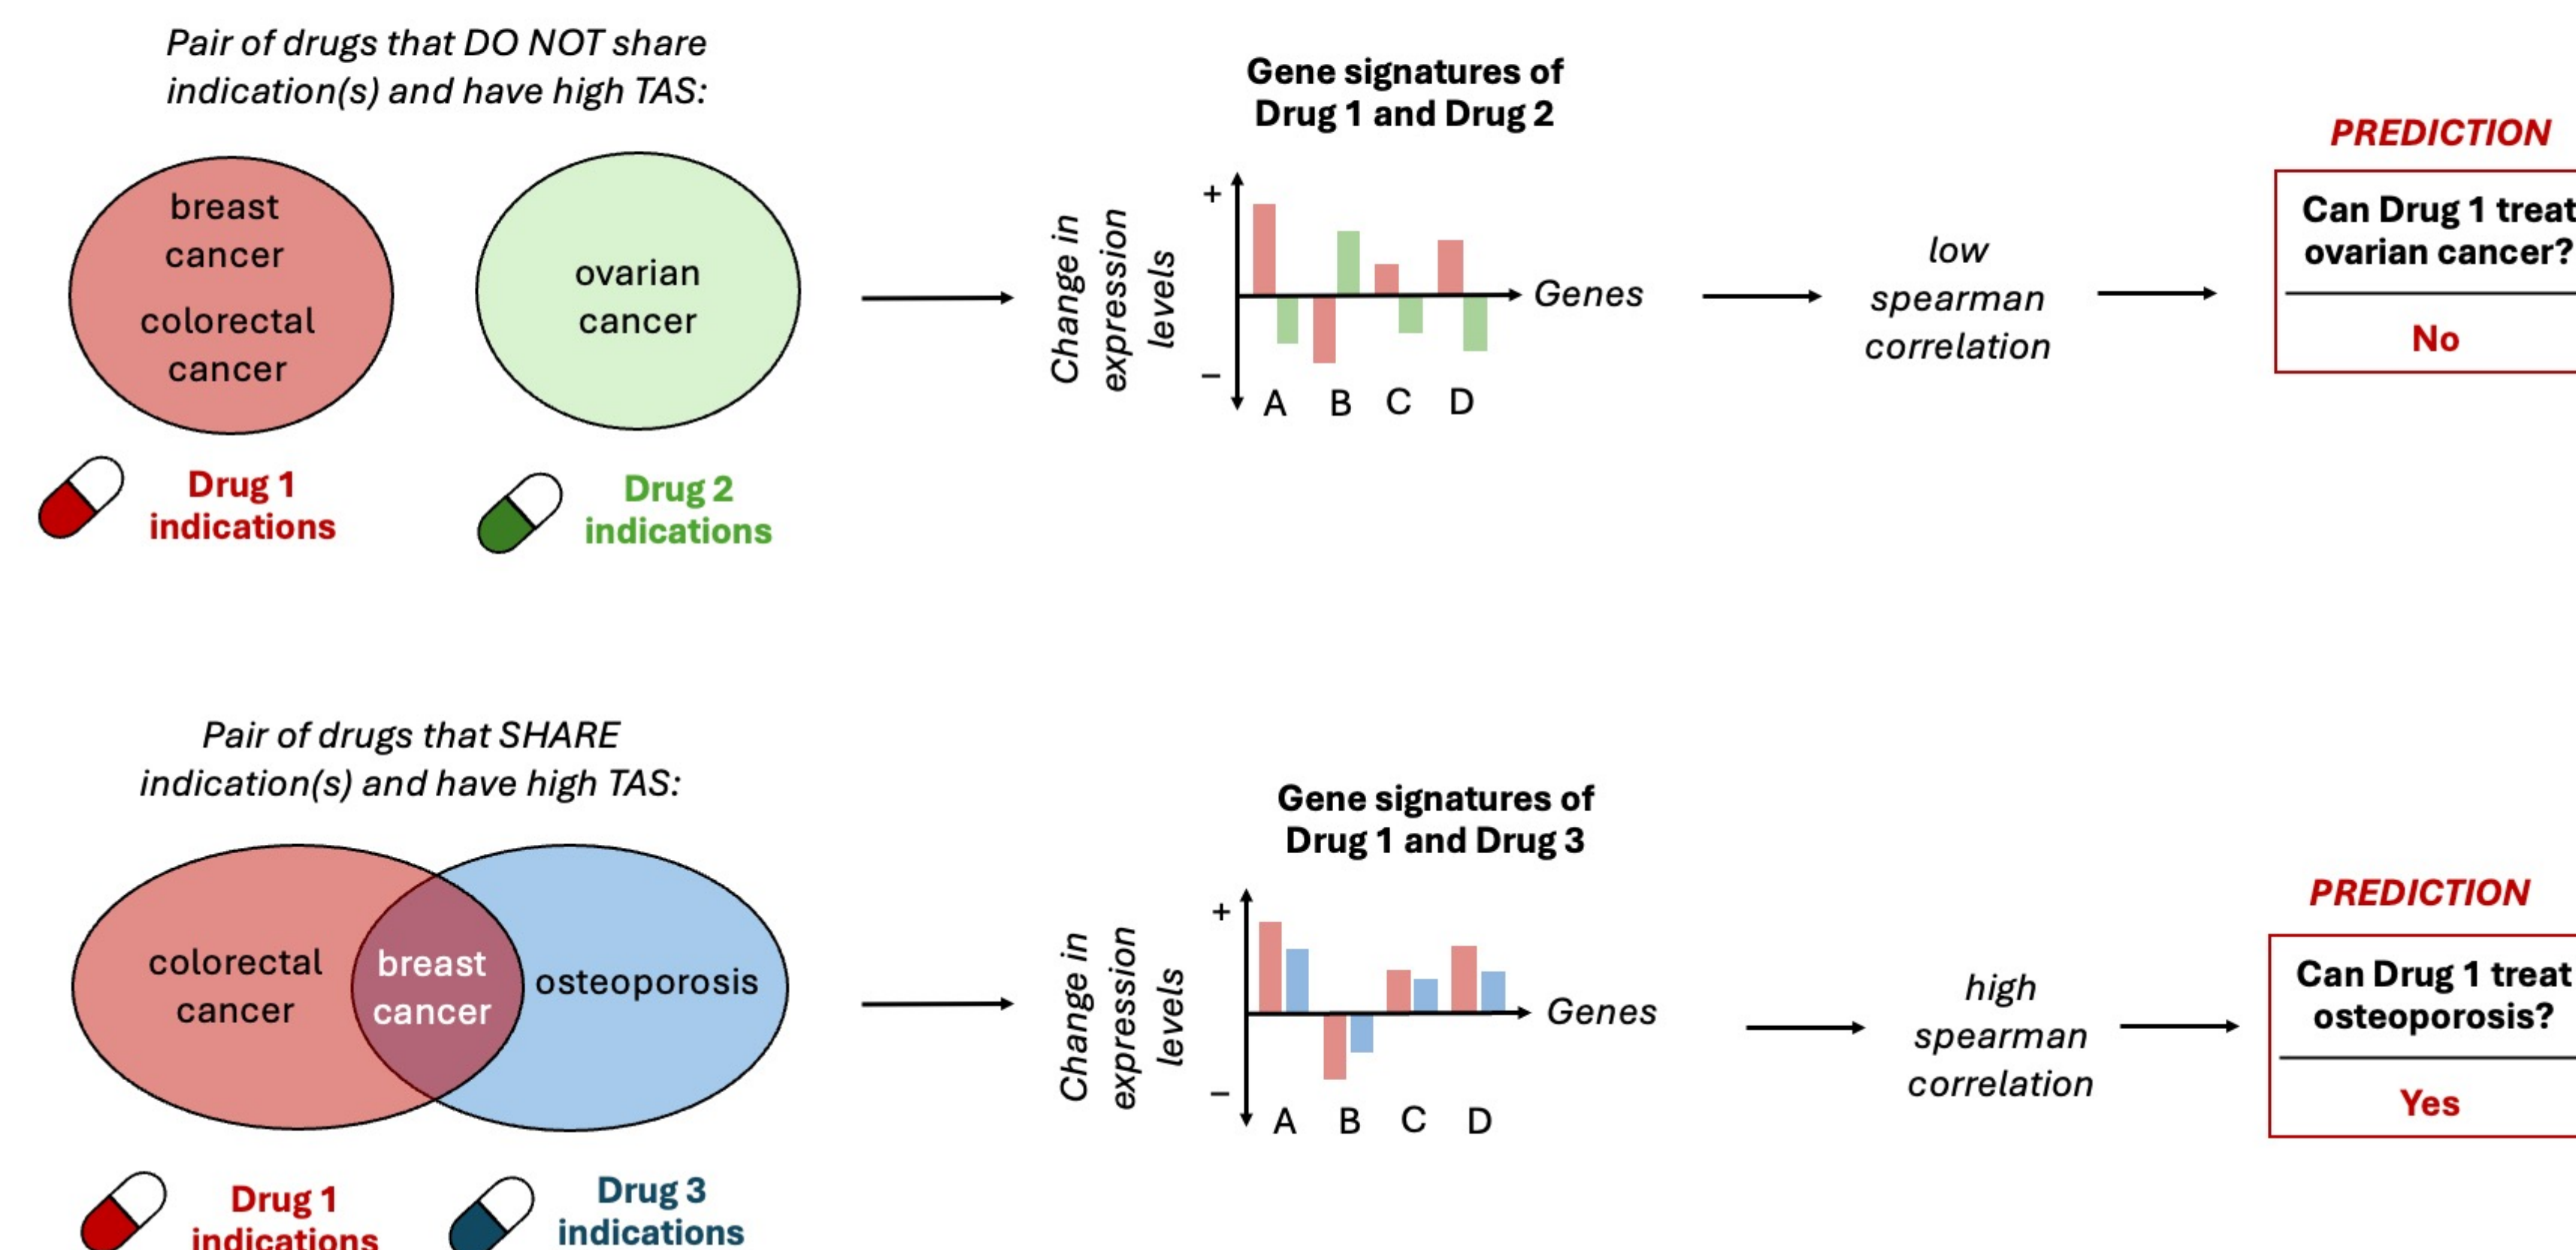 Pair of drugs that DO NOT share
indication(s) and have high TAS:
breast
cancer
colorectal
cancer
ovarian
cancer
Drug 1
indications
Drug 2
indications
Gene signatures of
Drug 1 and Drug 2
Change in
expression
levels
+
–
A B C D
Genes
low
spearman
correlation
PREDICTION
Can Drug 1 treat
ovarian cancer?
No
Pair of drugs that SHARE
indication(s) and have high TAS:
colorectal
cancer
breast
cancer
osteoporosis
Drug 1
indications
Drug 3
indications
Gene signatures of
Drug 1 and Drug 3
Change in
expression
levels
+
–
A B C D
Genes
high
spearman
correlation
PREDICTION
Can Drug 1 treat
osteoporosis?
Yes